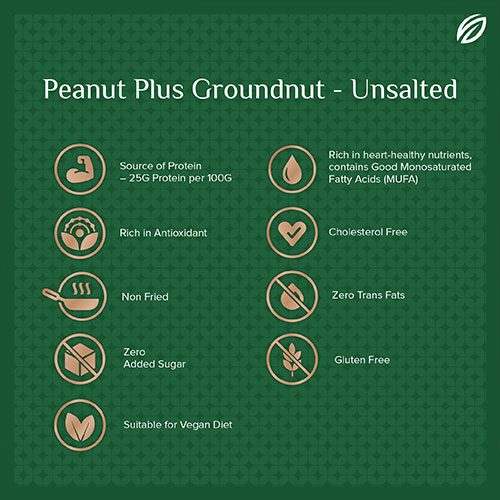 Peanut Plus Groundnut - Unsalted
Source of Protein
– 25G Protein per 100G
Rich in heart-healthy nutrients,
contains Good Monosaturated
Fatty Acids (MUFA)
Rich in Antioxidant
Cholesterol Free
Non Fried
Zero Trans Fats
Zero
Added Sugar
Gluten Free
Suitable for Vegan Diet